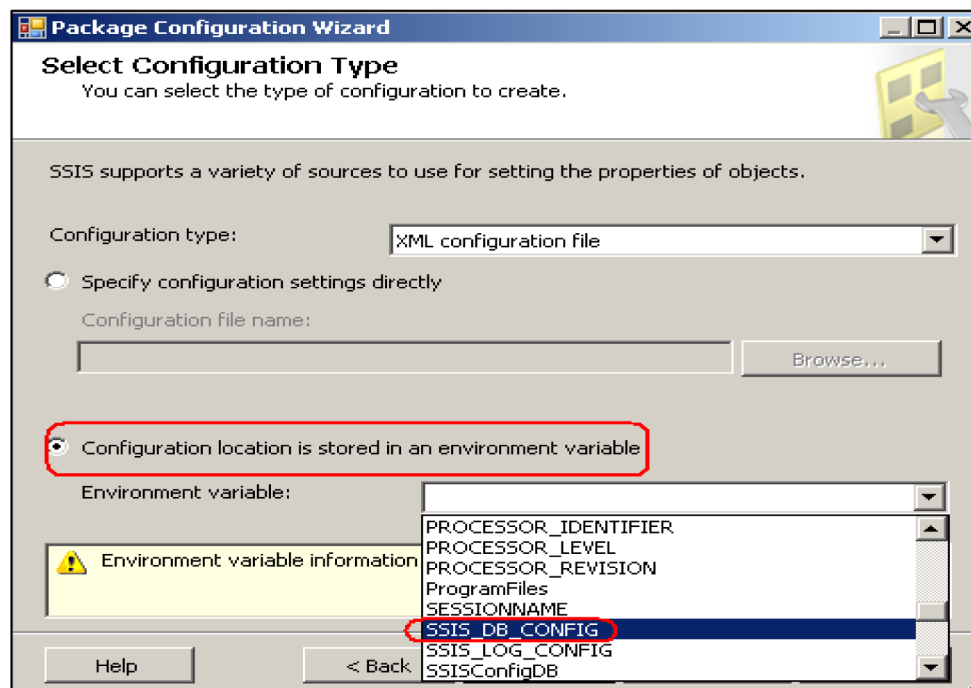 Package Configuration Wizard
Select Configuration Type
You can select the type of configuration to create.
SSIS supports a variety of sources to use for setting the properties of objects.
Configuration type:
XML configuration file
Specify configuration settings directly
Configuration file name:
Browse...
Configuration location is stored in an environment variable
Environment variable:
PROCESSOR_IDENTIFIER
PROCESSOR_LEVEL
PROCESSOR_REVISION
ProgramFiles
SESSIONNAME
SSIS_DB_CONFIG
SSIS_LOG_CONFIG
SSISConfigDB
Environment variable information
Help
< Back